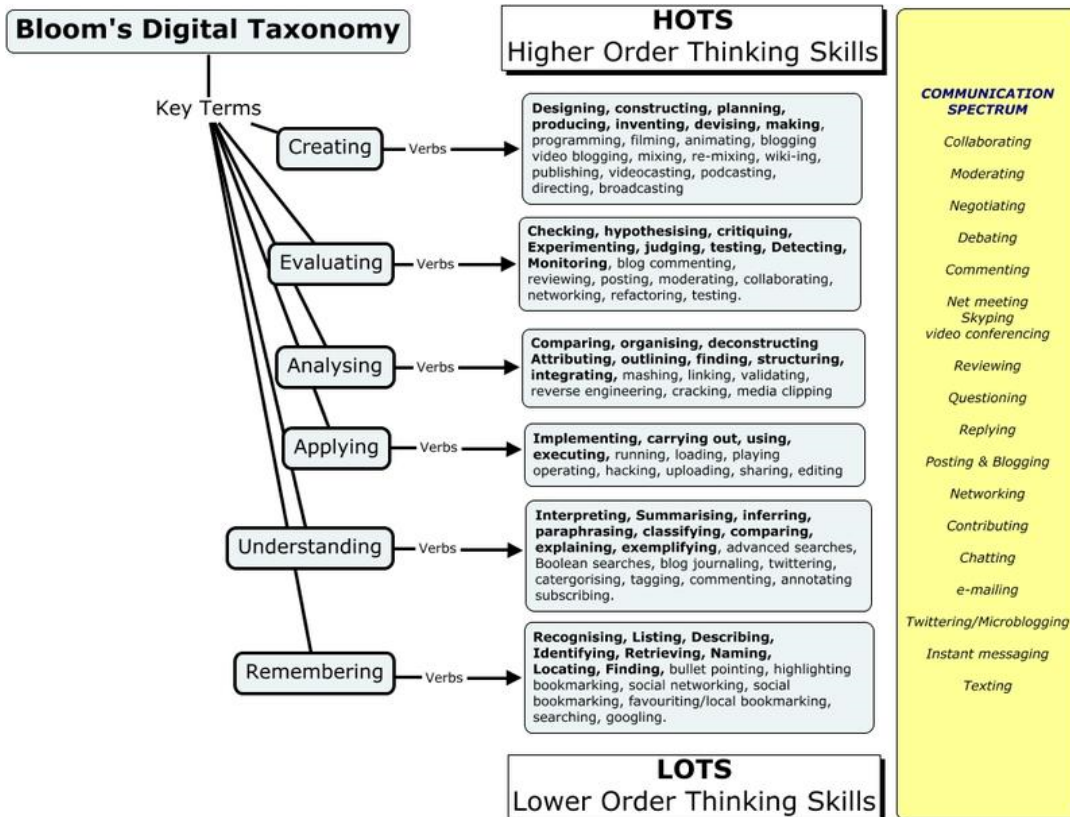 Bloom's Digital Taxonomy
HOTS
Higher Order Thinking Skills
Key Terms
Creating
Verbs
Designing, constructing, planning,
producing, inventing, devising, making,
programming, filming, animating, blogging
video blogging, mixing, re-mixing, wiki-ing,
publishing, videocasting, podcasting,
directing, broadcasting
Evaluating
Verbs
Checking, hypothesising, critiquing,
Experimenting, judging, testing, Detecting,
Monitoring, blog commenting,
reviewing, posting, moderating, collaborating,
networking, refactoring, testing.
Analysing
Verbs
Comparing, organising, deconstructing
Attributing, outlining, finding, structuring,
integrating, mashing, linking, validating,
reverse engineering, cracking, media clipping
Applying
Verbs
Implementing, carrying out, using,
executing, running, loading, playing
operating, hacking, uploading, sharing, editing
Understanding
Verbs
Interpreting, Summarising, inferring,
paraphrasing, classifying, comparing,
explaining, exemplifying, advanced searches,
Boolean searches, blog journaling, twittering,
catergorising, tagging, commenting, annotating
subscribing.
Remembering
Verbs
Recognising, Listing, Describing,
Identifying, Retrieving, Naming,
Locating, Finding, bullet pointing, highlighting
bookmarking, social networking, social
bookmarking, favouriting/local bookmarking,
searching, googling.
LOTS
Lower Order Thinking Skills
COMMUNICATION
SPECTRUM
Collaborating
Moderating
Negotiating
Debating
Commenting
Net meeting
Skyping
video conferencing
Reviewing
Questioning
Replying
Posting & Blogging
Networking
Contributing
Chatting
e-mailing
Twittering/Microblogging
Instant messaging
Texting